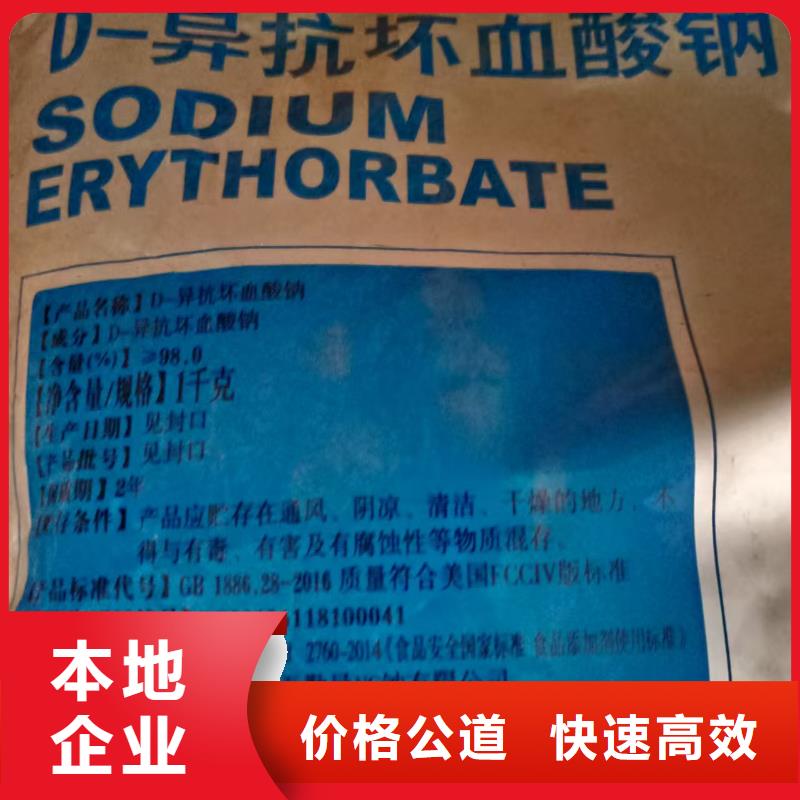 D-异抗坏血酸钠
SODIUM
ERYTHORBATE
【产品名称】D-异抗坏血酸钠
【成分】D-异抗坏血酸钠
【含量(%)】≥98.0
【净含量/规格】1千克
【生产日期】见封口
【产品批号】见封口
期】2年
存条件】产品应贮存在通风、阴凉、清洁、干燥的地方，不
得与有毒、有害及有腐蚀性等物质混存。
产品标准代号】GB 1886.28-2016 质量符合美国FCCIV版标准
118100041
2760-2014《食品安全国家标准 食品添加剂使用标准》
有限公司
本地
企业
价格公道 快速高效